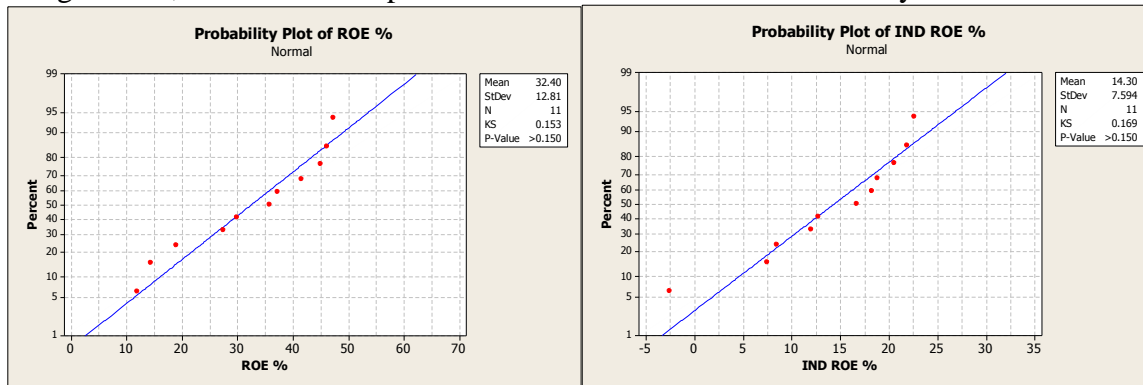 Probability Plot of ROE %
Normal
Mean 32.40
StDev 12.81
N 11
KS 0.153
P-Value >0.150
99
95
90
80
70
60
50
40
30
20
10
5
1
Percent
0 10 20 30 40 50 60 70
ROE %
Probability Plot of IND ROE %
Normal
Mean 14.30
StDev 7.594
N 11
KS 0.169
P-Value >0.150
99
95
90
80
70
60
50
40
30
20
10
5
1
Percent
-5 0 5 10 15 20 25 30 35
IND ROE %